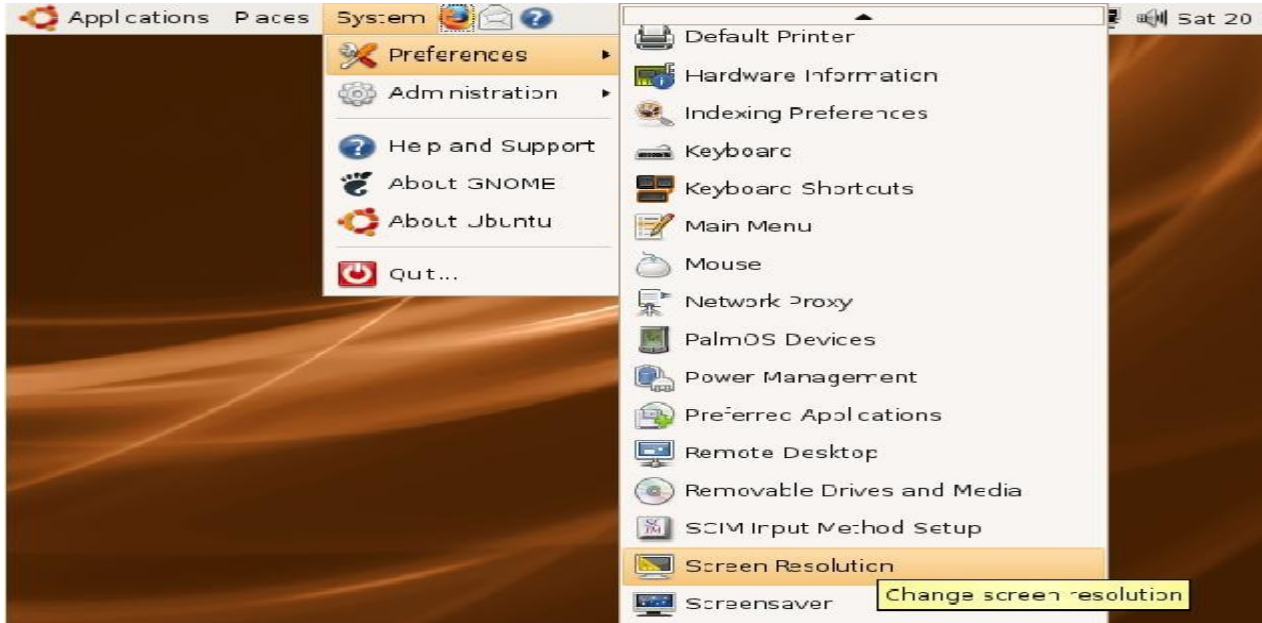 Applications Places System Sat 20
Preferences
Administration
Help and Support
About GNOME
About Ubuntu
Quit...
Default Printer
Hardware Information
Indexing Preferences
Keyboard
Keyboard Shortcuts
Main Menu
Mouse
Network Proxy
PalmOS Devices
Power Management
Preferred Applications
Remote Desktop
Removable Drives and Media
SCIM Input Method Setup
Screen Resolution
Change screen resolution
Screensaver